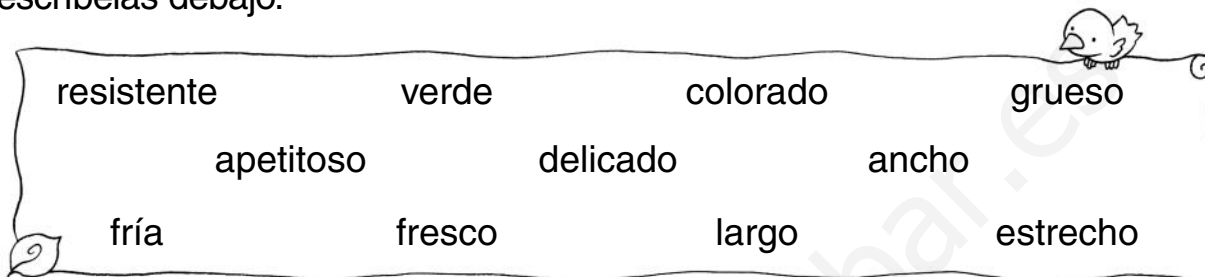 escríbelas debajo.
resistente verde colorado grueso
apetitoso delicado ancho
fría fresco largo estrecho